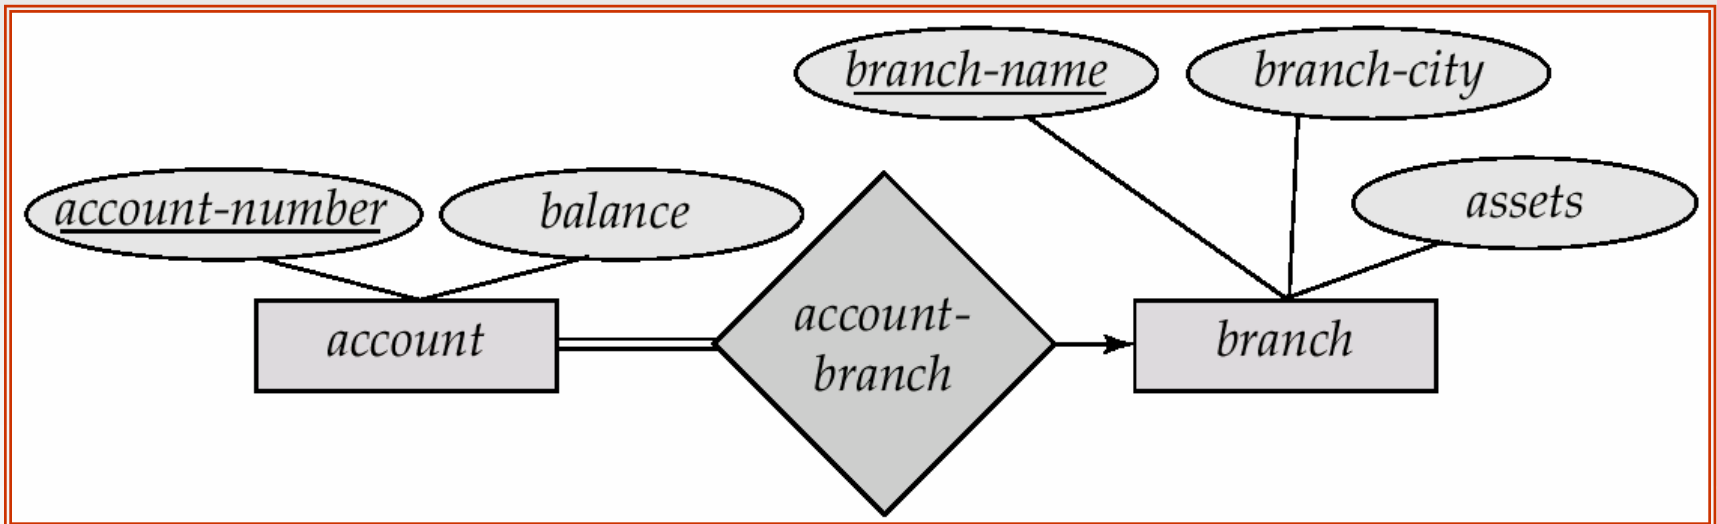 branch-name
branch-city
account-number
balance
assets
account
account-
branch
branch